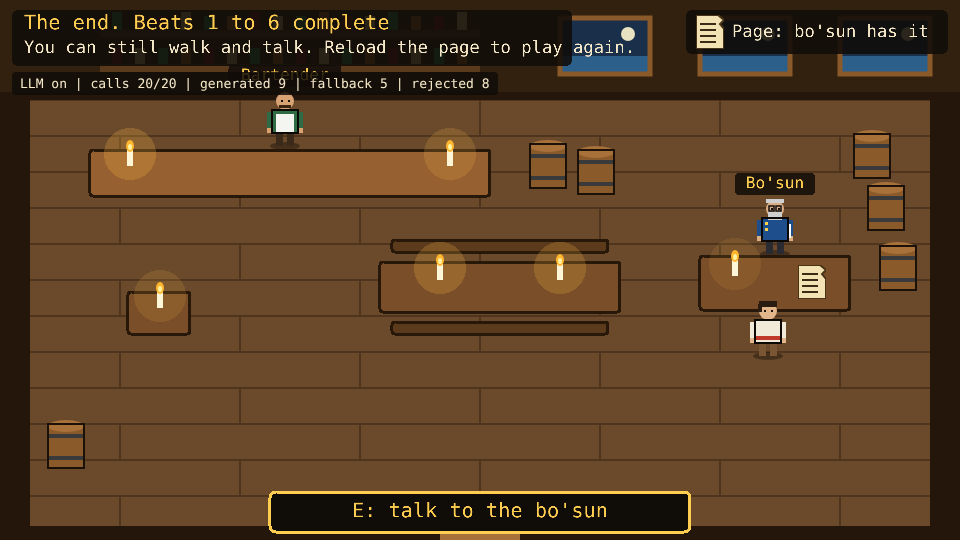 The end. Beats 1 to 6 complete
You can still walk and talk. Reload the page to play again.
Page: bo'sun has it
Bartender
LLM on | calls 20/20 | generated 9 | fallback 5 | rejected 8
Bo'sun
E: talk to the bo'sun